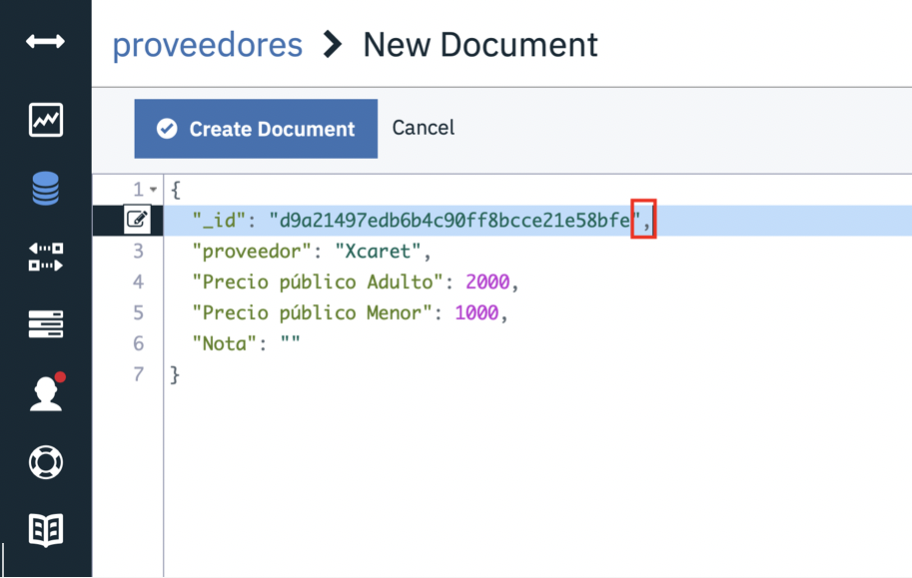 proveedores > New Document
Create Document Cancel
1 {
"_id": "d9a21497edb6b4c90ff8bcce21e58bfe",
3 "proveedor": "Xcaret",
4 "Precio público Adulto": 2000,
5 "Precio público Menor": 1000,
6 "Nota": ""
7 }